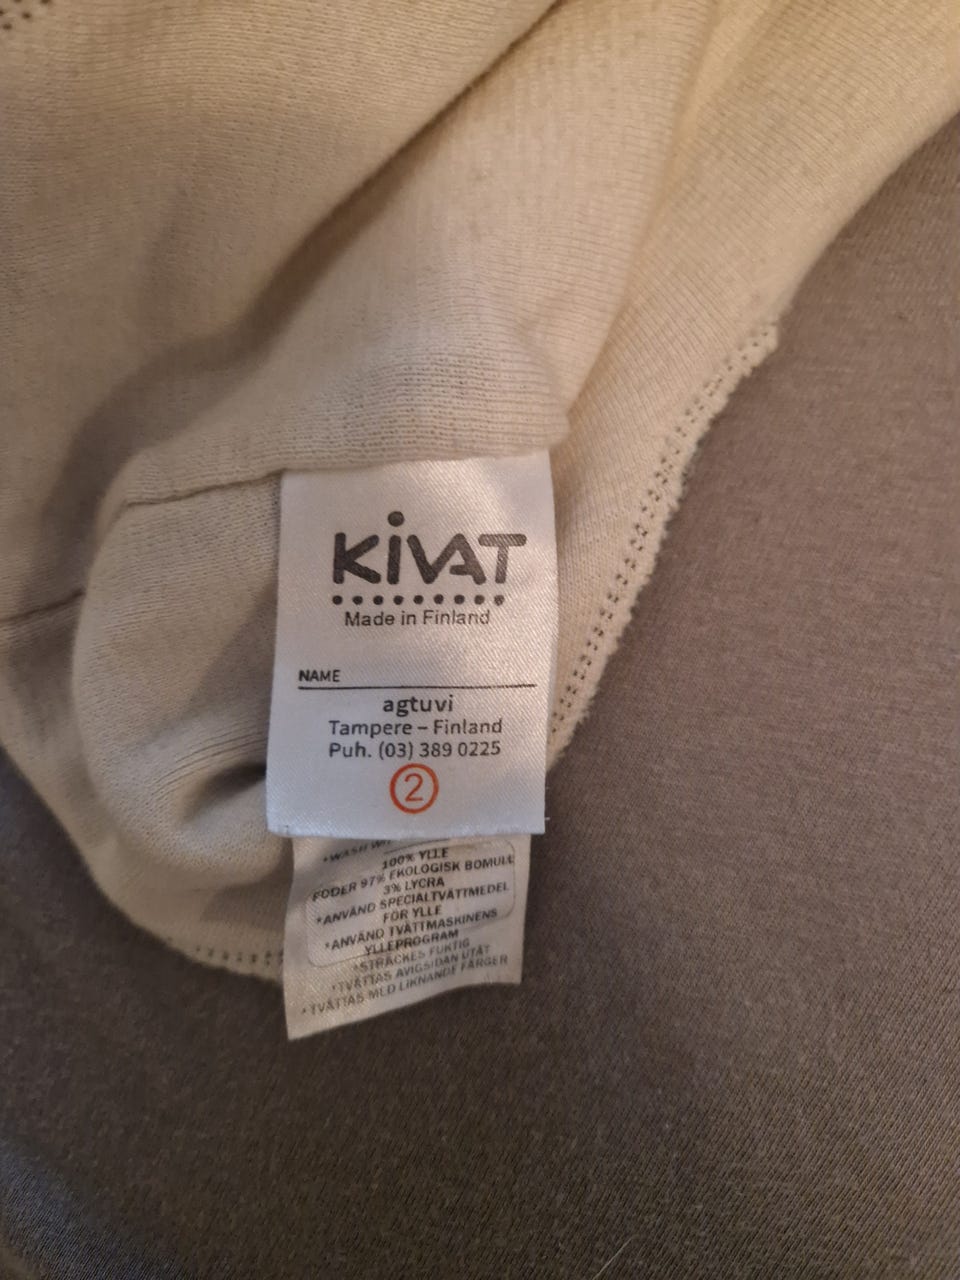 KiVAT
Made in Finland
NAME
agtuvi
Tampere – Finland
Puh. (03) 389 0225
2
*WASH
100% YLLE
FODER 97% EKOLOGISK BOMULL
3% LYCRA
*ANVÄND SPECIALTVÄTTMEDEL
FÖR YLLE
*ANVÄND TVÄTTMASKINENS
YLLEPROGRAM
*STRÄCKES FUKTIG
*TVÄTTAS AVIGSIDAN UTÅT
*TVÄTTAS MED LIKNANDE FÄRGER